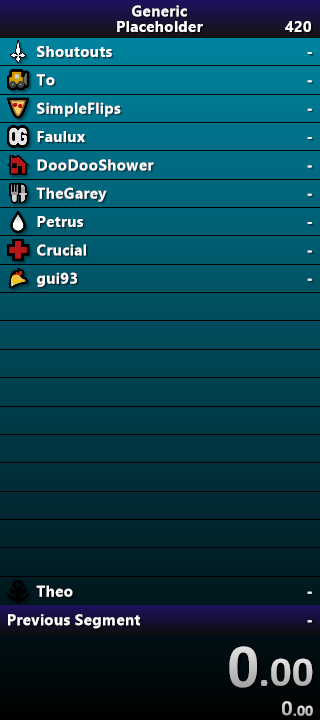 Generic
Placeholder 420
Shoutouts -
To -
SimpleFlips -
OG Faulux -
DooDooShower -
TheGarey -
Petrus -
Crucial -
gui93 -
Theo -
Previous Segment -
0.00
0.00